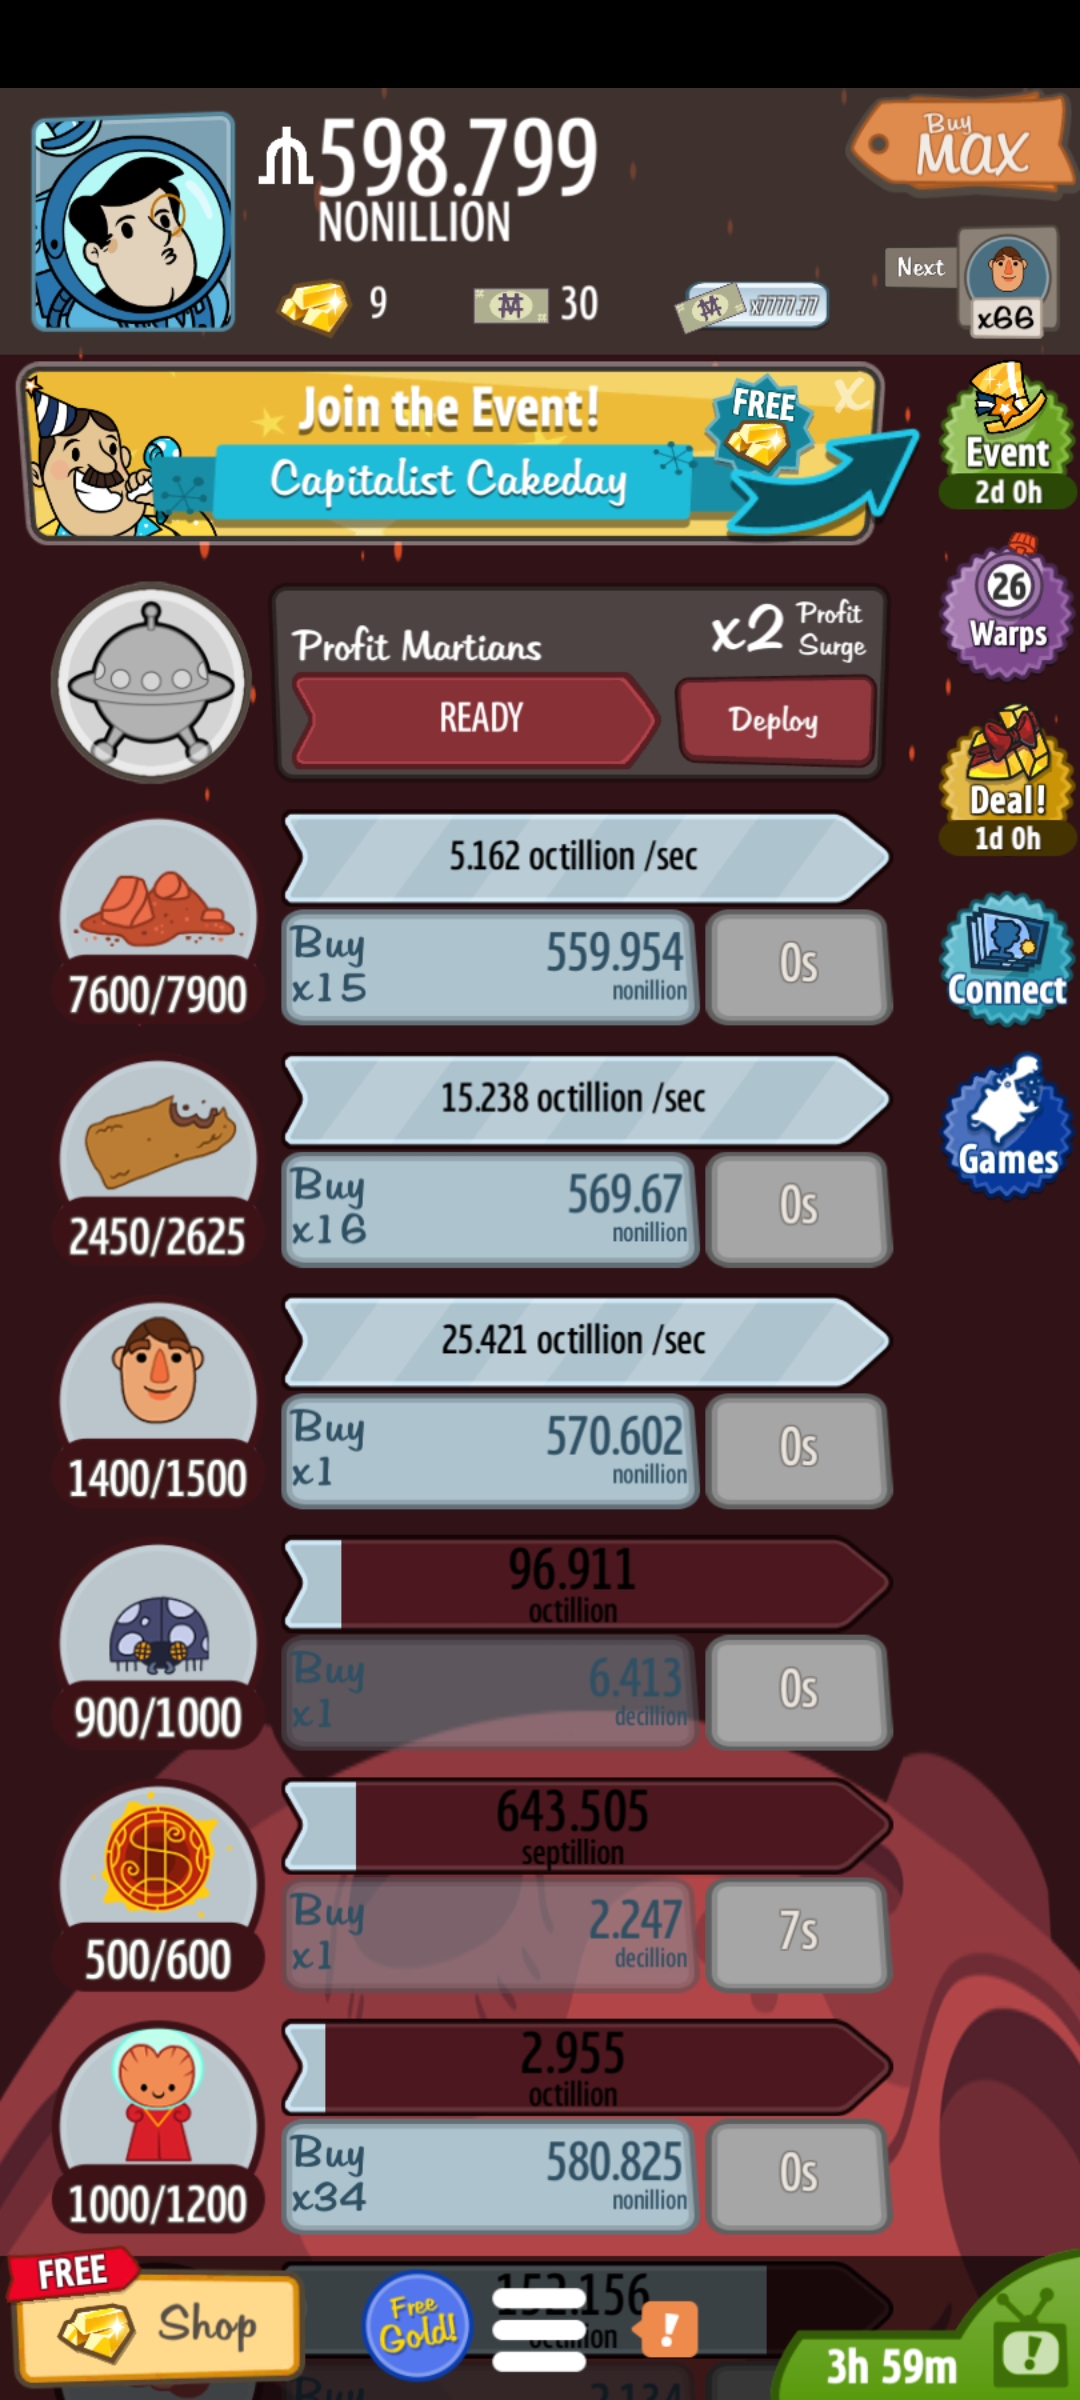 Buy
MAX
598.799
NONILLION
9
30
x7777.77
Next
x66
Join the Event!
FREE
Capitalist Cakeday
x
Event
2d 0h
26
Warps
Profit Martians
x2 Profit
Surge
READY
Deploy
Deal!
1d 0h
5.162 octillion /sec
Buy
x15
559.954
nonillion
0s
7600/7900
Connect
15.238 octillion /sec
Games
Buy
x16
569.67
nonillion
0s
2450/2625
25.421 octillion /sec
Buy
x1
570.602
nonillion
0s
1400/1500
96.911
octillion
Buy
x1
6.413
decillion
0s
900/1000
643.505
septillion
Buy
x1
2.247
decillion
7s
500/600
2.955
octillion
Buy
x34
580.825
nonillion
0s
1000/1200
FREE
Shop
Free
Gold!
152.156
octillion
!
3h 59m
!
Buy
2.134